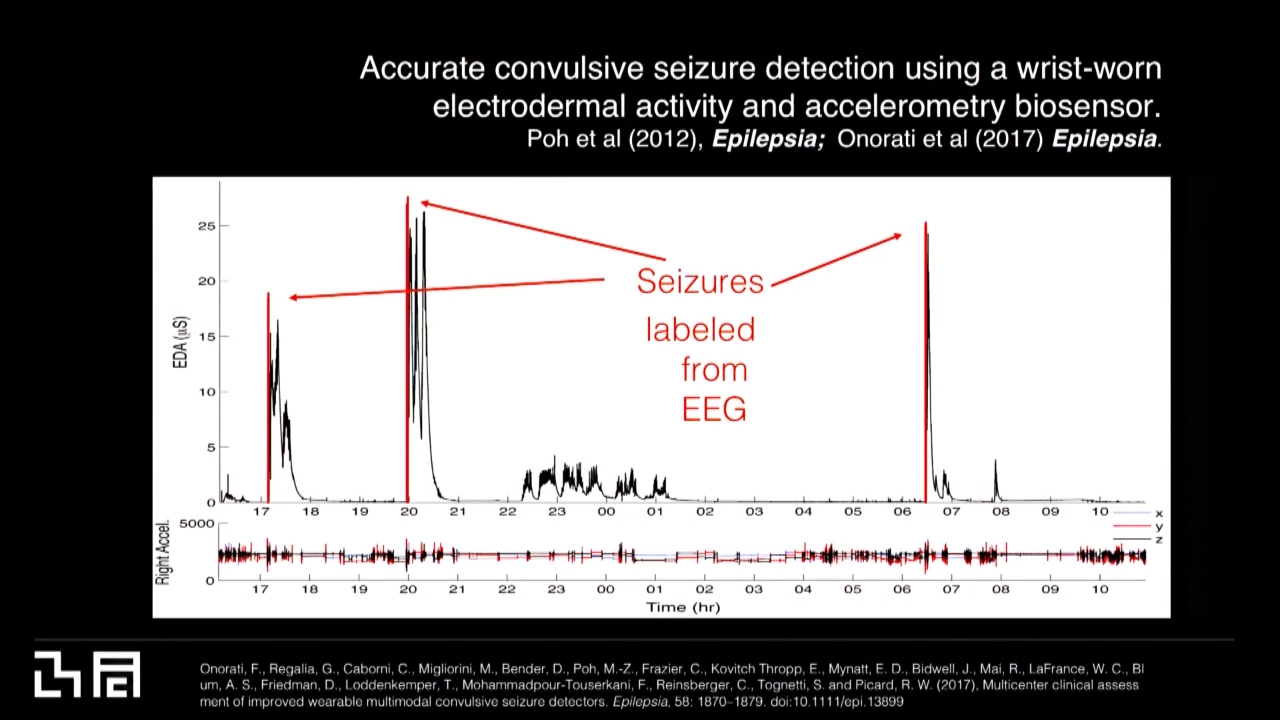 Accurate convulsive seizure detection using a wrist-worn
electrodermal activity and accelerometry biosensor.
Poh et al (2012), Epilepsia; Onorati et al (2017) Epilepsia.
Seizures
labeled
from
EEG
EDA (μS)
25
20
15
10
5
0
17 18 19 20 21 22 23 00 01 02 03 04 05 06 07 08 09 10
x
y
z
Right Accel.
5000
0
17 18 19 20 21 22 23 00 01 02 03 04 05 06 07 08 09 10
Time (hr)
Onorati, F., Regalia, G., Caborni, C., Migliorini, M., Bender, D., Poh, M.-Z., Frazier, C., Kovitch Thropp, E., Mynatt, E. D., Bidwell, J., Mai, R., LaFrance, W. C., Bl
um, A. S., Friedman, D., Loddenkemper, T., Mohammadpour-Touserkani, F., Reinsberger, C., Tognetti, S. and Picard, R. W. (2017), Multicenter clinical assess
ment of improved wearable multimodal convulsive seizure detectors. Epilepsia, 58: 1870–1879. doi:10.1111/epi.13899